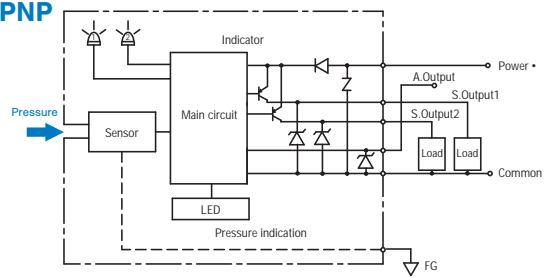 PNP
1
2
Indicator
Power •
A.Output
S.Output1
Pressure
Main circuit
S.Output2
Sensor
Load
Load
Common
LED
Pressure indication
FG